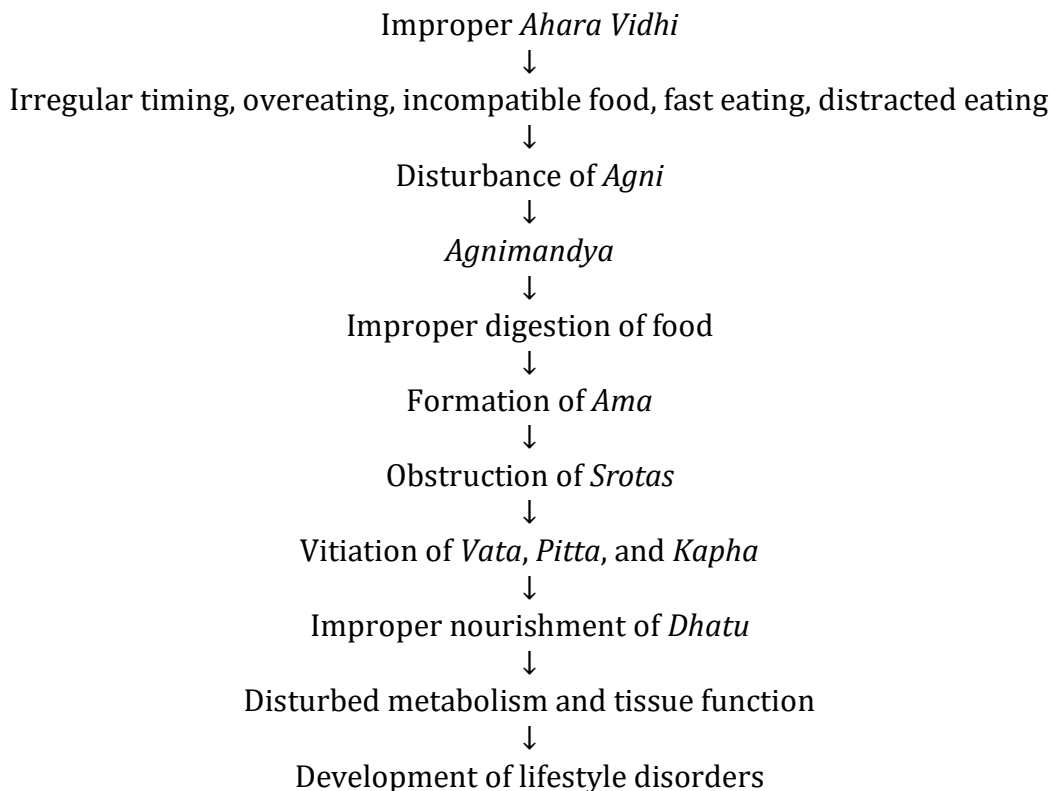 Improper Ahara Vidhi
↓
Irregular timing, overeating, incompatible food, fast eating, distracted eating
↓
Disturbance of Agni
↓
Agnimandya
↓
Improper digestion of food
↓
Formation of Ama
↓
Obstruction of Srotas
↓
Vitiation of Vata, Pitta, and Kapha
↓
Improper nourishment of Dhatu
↓
Disturbed metabolism and tissue function
↓
Development of lifestyle disorders